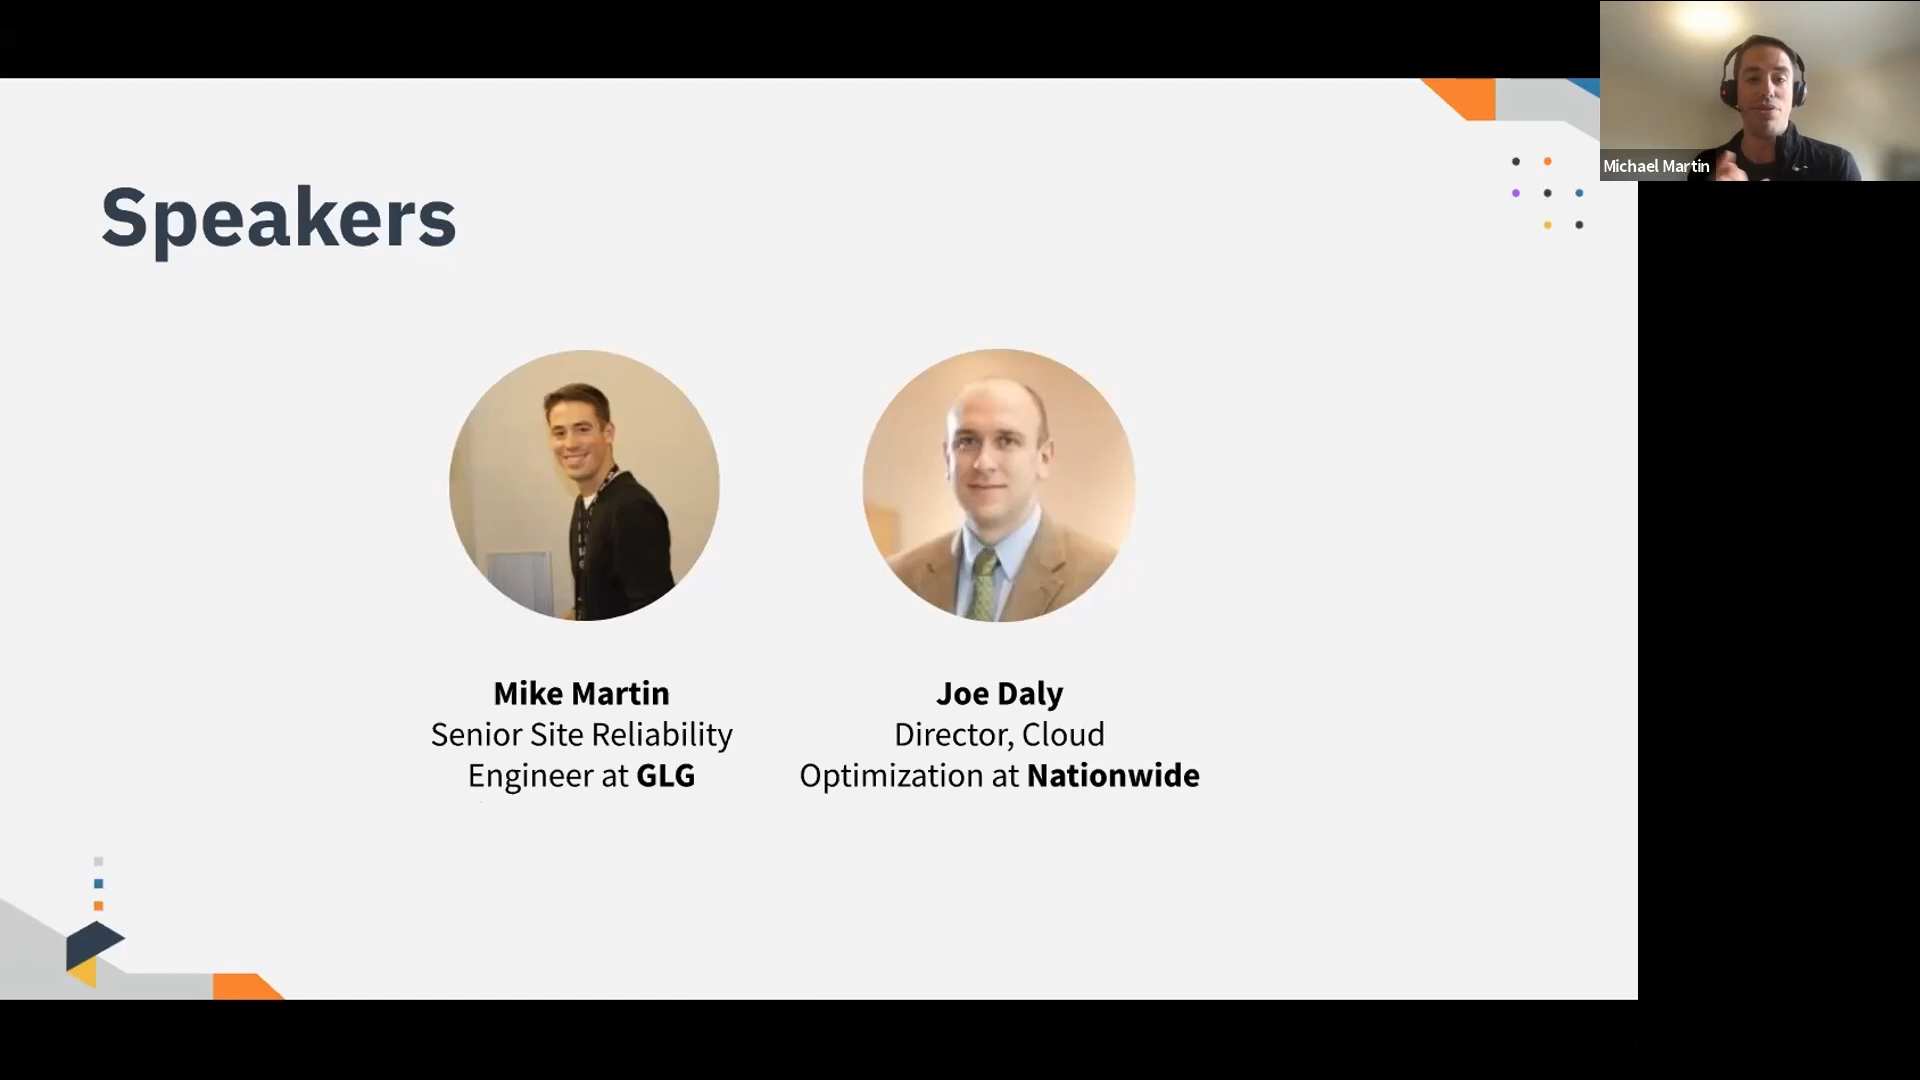 Michael Martin
Speakers
Mike Martin
Senior Site Reliability
Engineer at GLG
Joe Daly
Director, Cloud
Optimization at Nationwide